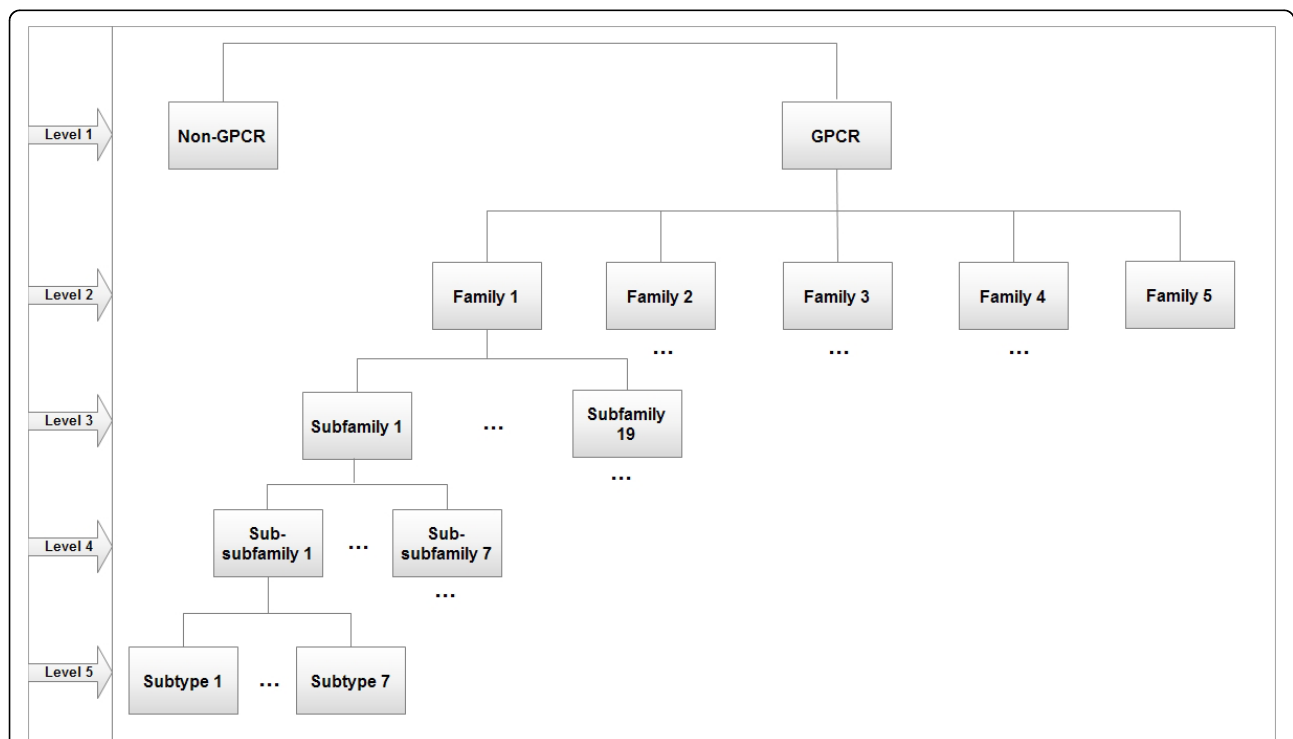 Level 1
Non-GPCR
GPCR
Level 2
Family 1
Family 2
Family 3
Family 4
Family 5
...
...
...
Level 3
Subfamily 1
...
Subfamily
19
...
Level 4
Sub-
subfamily 1
...
Sub-
subfamily 7
...
Level 5
Subtype 1
...
Subtype 7